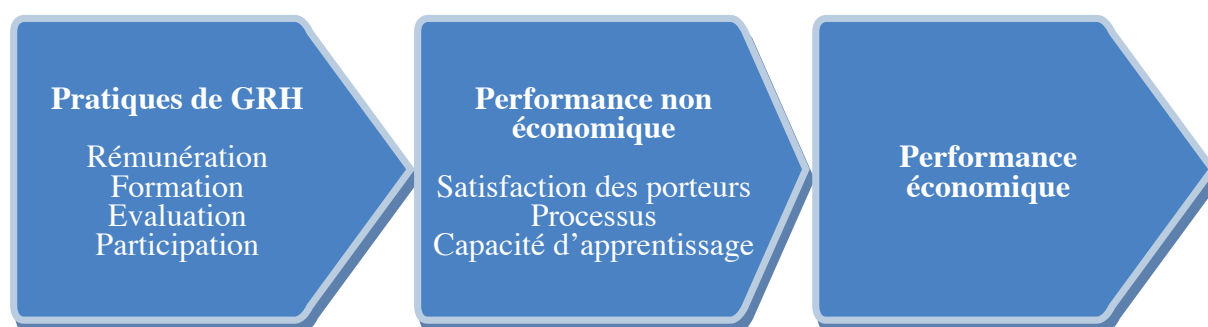 Pratiques de GRH
Rémunération
Formation
Evaluation
Participation
Performance non
économique
Satisfaction des porteurs
Processus
Capacité d’apprentissage
Performance
économique